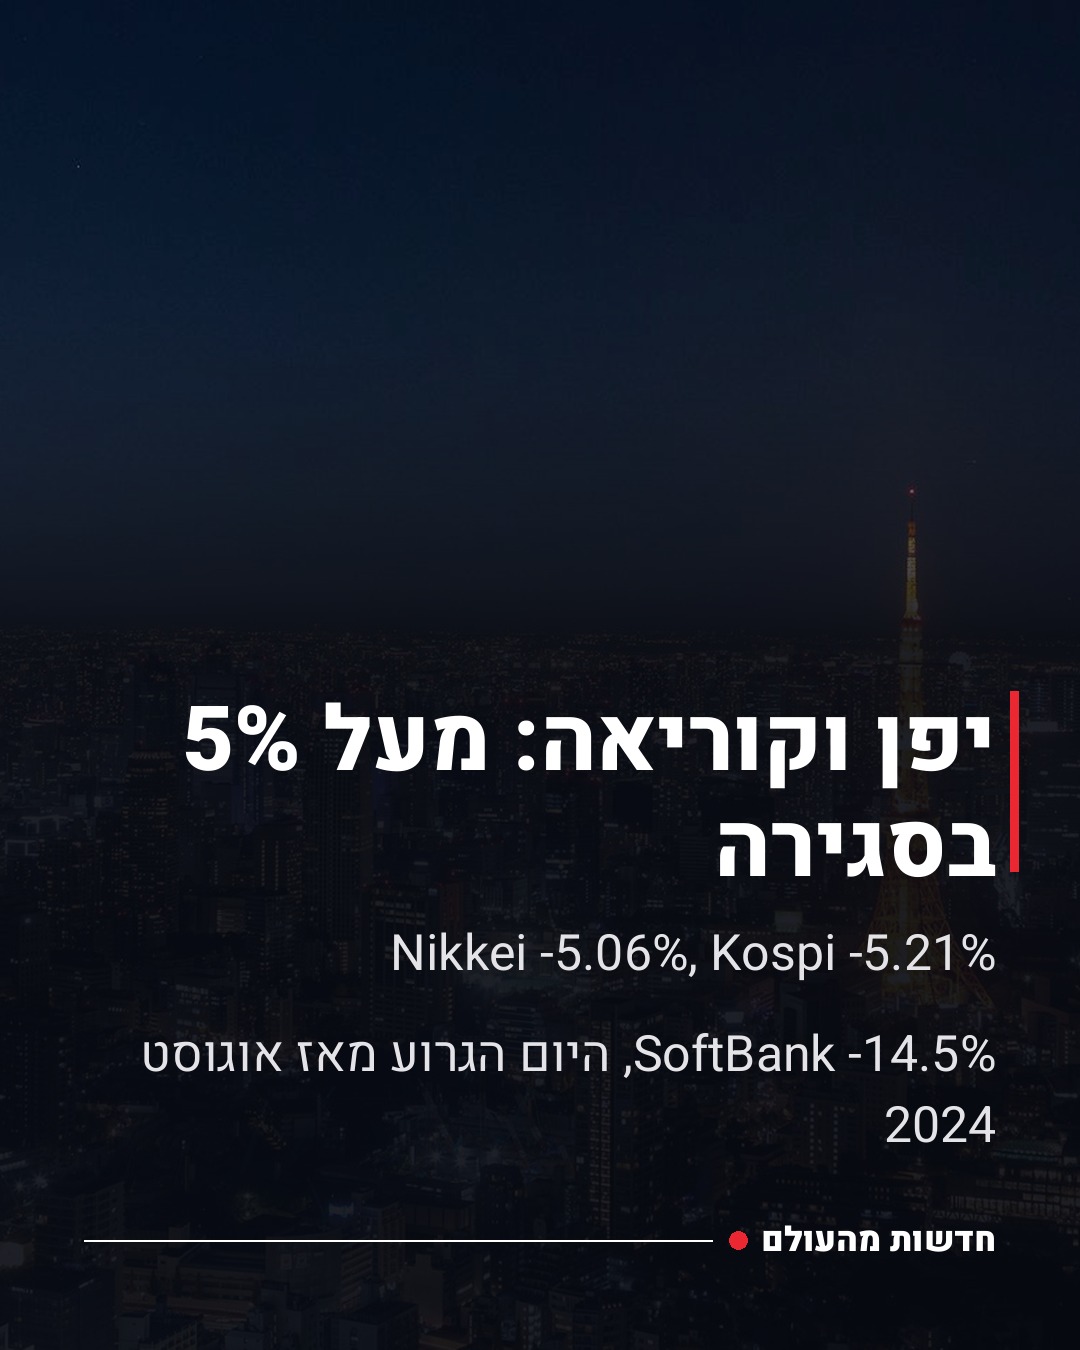 יפן וקוריאה: מעל 5%
בסגירה
Nikkei -5.06%, Kospi -5.21%
SoftBank -14.5%, היום הגרוע מאז אוגוסט
2024
חדשות מהעולם